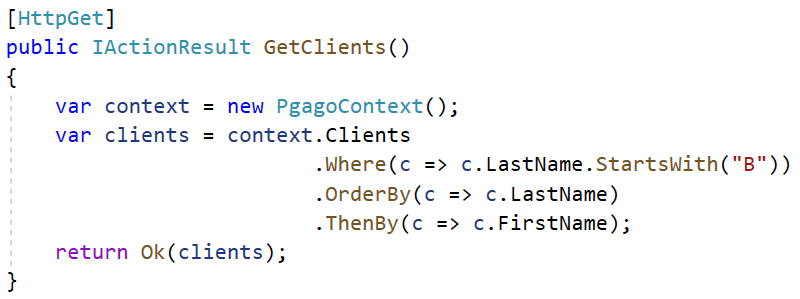 [HttpGet]
public IActionResult GetClients()
{
    var context = new PgagoContext();
    var clients = context.Clients
                         .Where(c => c.LastName.StartsWith("B"))
                         .OrderBy(c => c.LastName)
                         .ThenBy(c => c.FirstName);
    return Ok(clients);
}